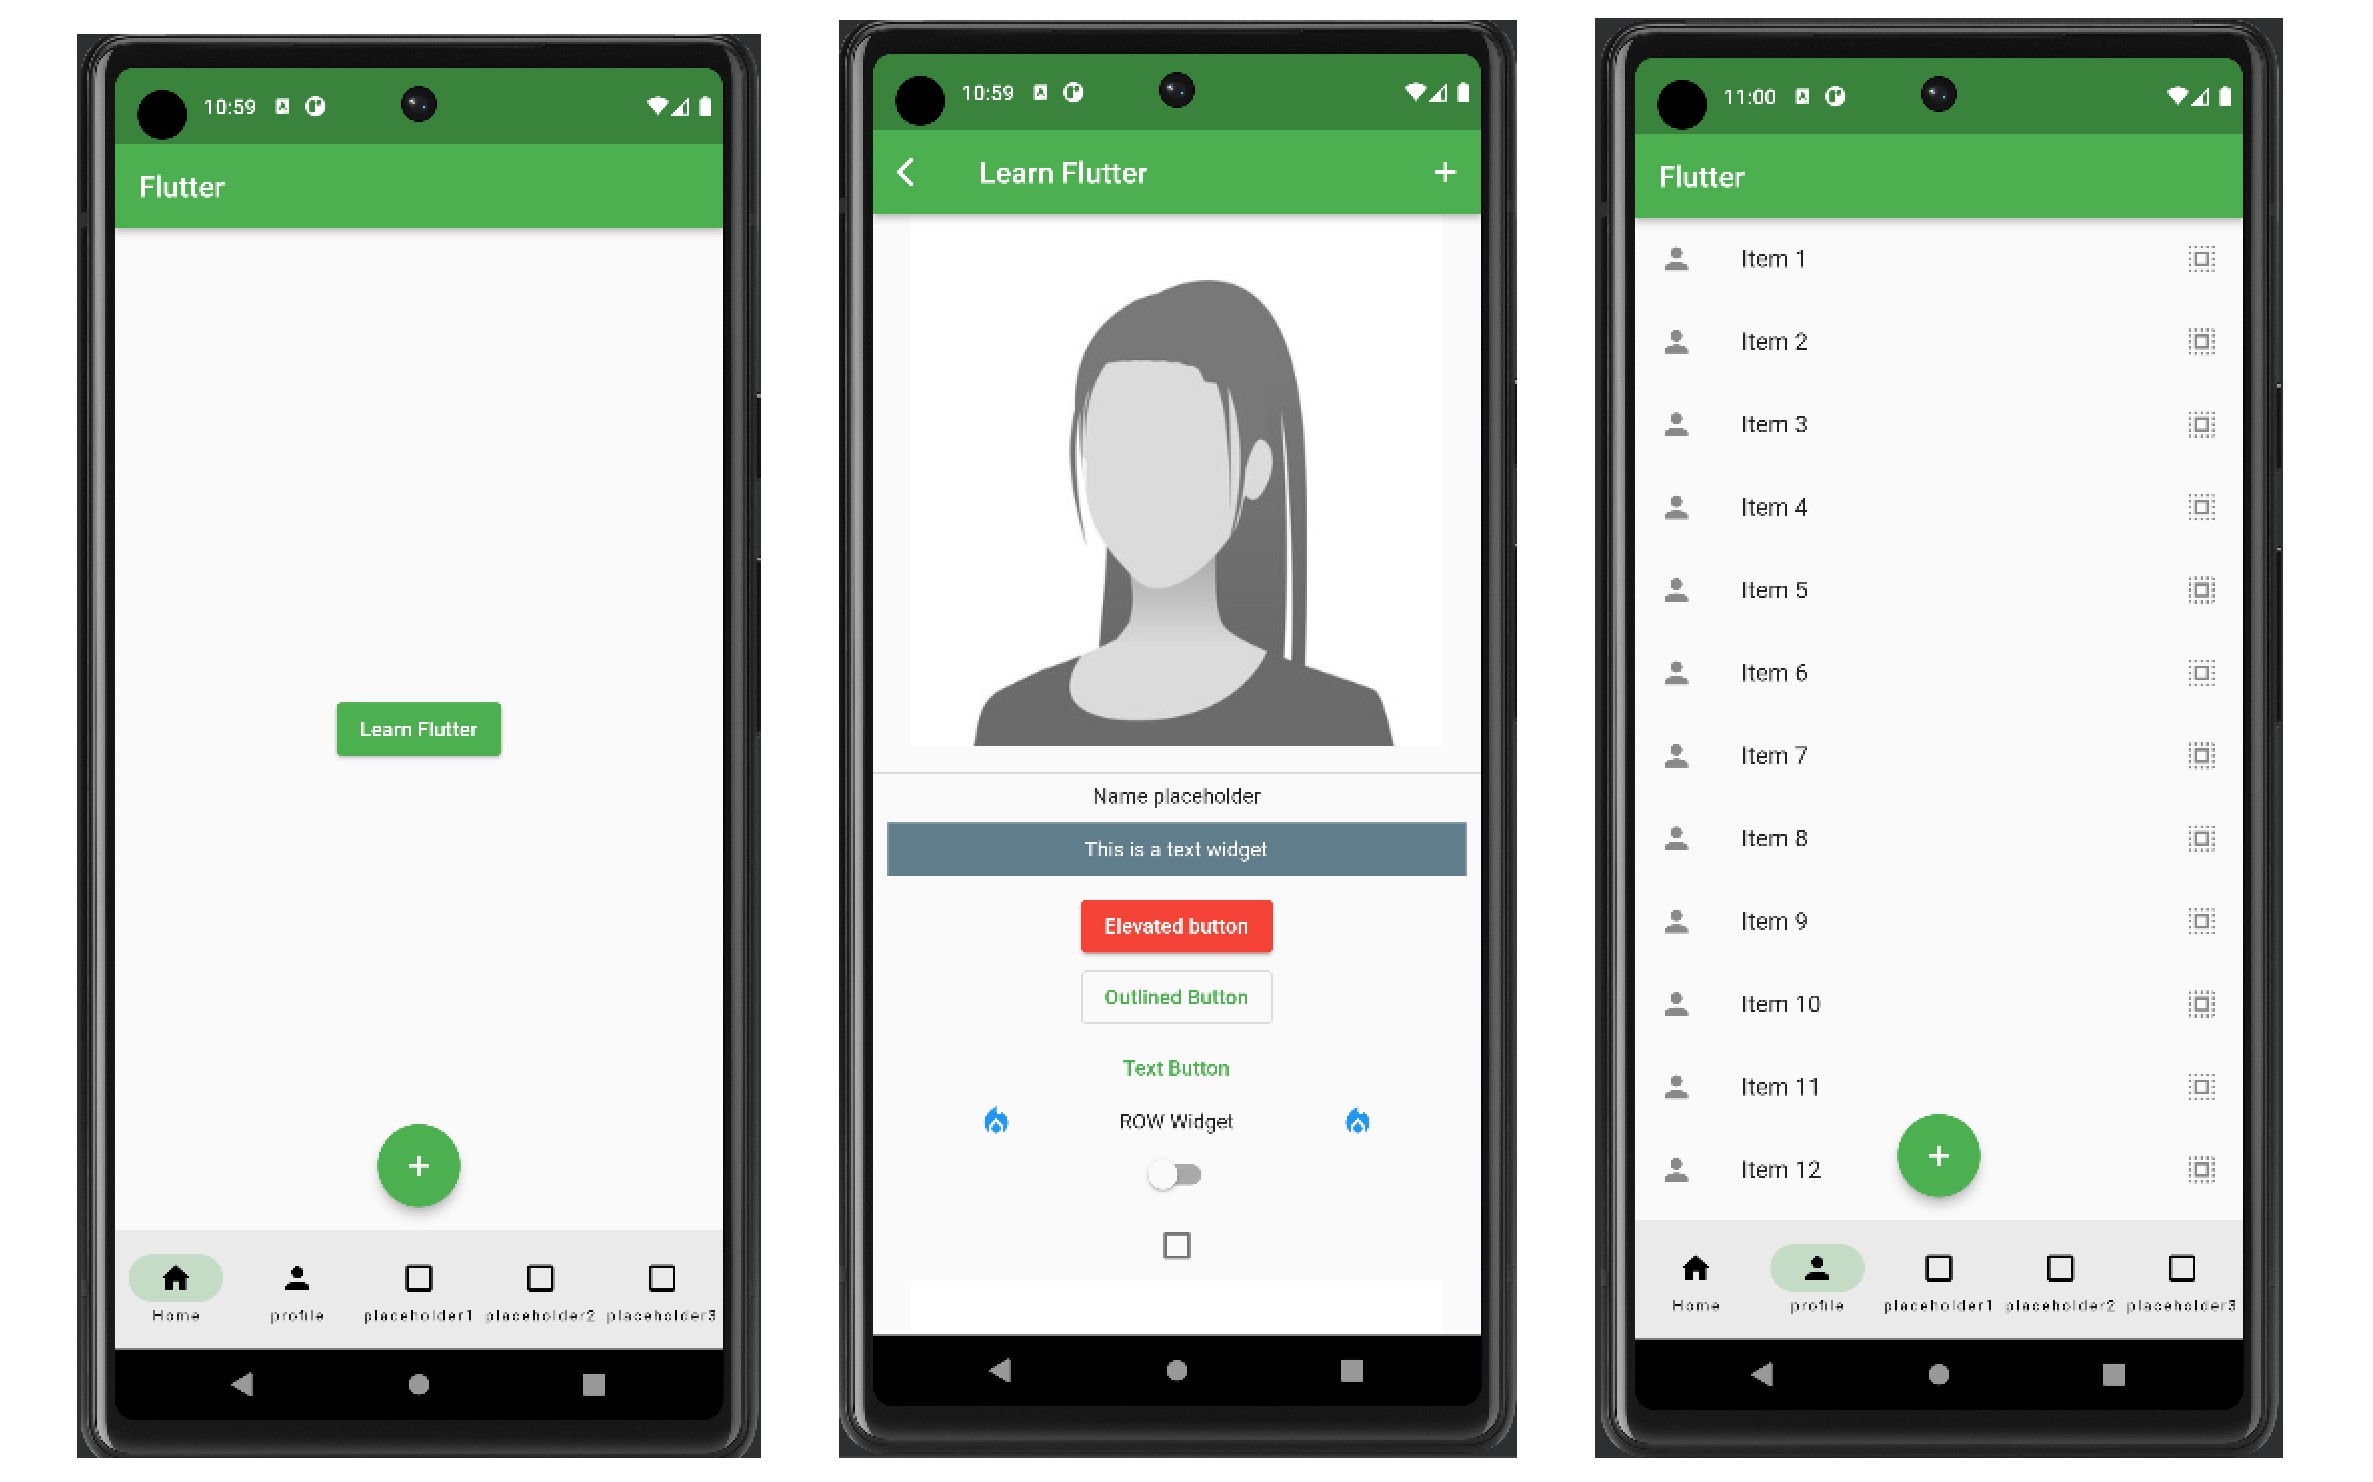 10:59
Flutter
Learn Flutter
+
Home profile placeholder1 placeholder2 placeholder3
10:59
Learn Flutter +
Name placeholder
This is a text widget
Elevated button
Outlined Button
Text Button
ROW Widget
11:00
Flutter
Item 1
Item 2
Item 3
Item 4
Item 5
Item 6
Item 7
Item 8
Item 9
Item 10
Item 11
Item 12
+
Home profile placeholder1 placeholder2 placeholder3